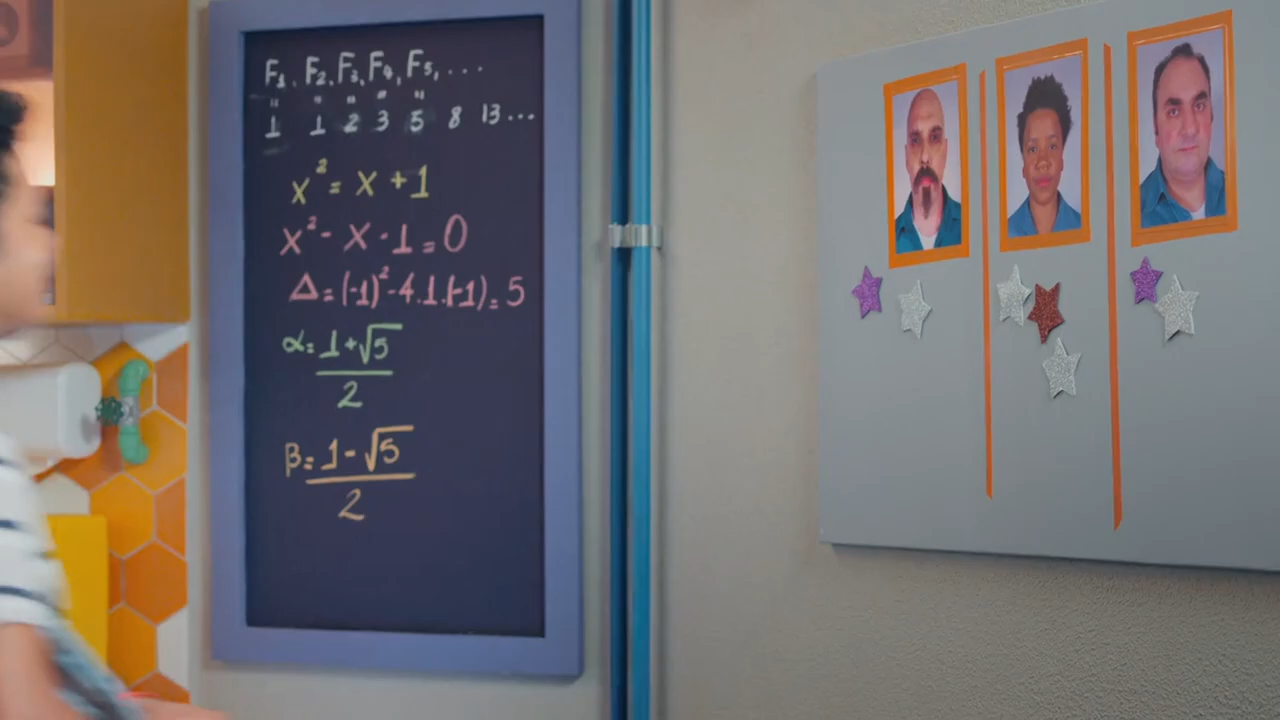 F₁, F₂, F₃, F₄, F₅, ...
" " " " "
1 1 2 3 5 8 13...
x² = x + 1
x² - x - 1 = 0
Δ = (-1)² - 4.1.(-1) = 5
α = 1 + √5
2
β = 1 - √5
2